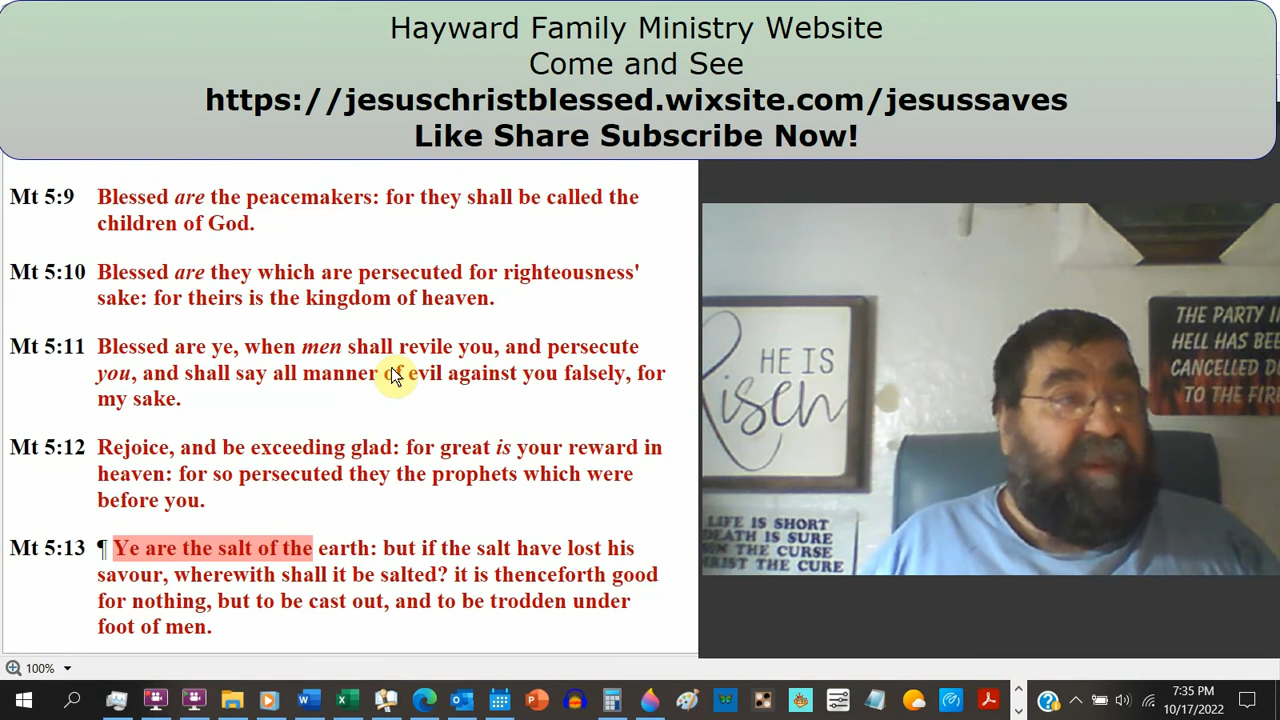 Hayward Family Ministry Website
Come and See
https://jesuschristblessed.wixsite.com/jesussaves
Like Share Subscribe Now!
Mt 5:9 Blessed are the peacemakers: for they shall be called the
children of God.
Mt 5:10 Blessed are they which are persecuted for righteousness'
sake: for theirs is the kingdom of heaven.
Mt 5:11 Blessed are ye, when men shall revile you, and persecute
you, and shall say all manner of evil against you falsely, for
my sake.
Mt 5:12 Rejoice, and be exceeding glad: for great is your reward in
heaven: for so persecuted they the prophets which were
before you.
Mt 5:13 ¶ Ye are the salt of the earth: but if the salt have lost his
savour, wherewith shall it be salted? it is thenceforth good
for nothing, but to be cast out, and to be trodden under
foot of men.
HE IS
Risen
THE PARTY
HELL HAS
CANCELLED
TO THE
LIFE IS SHORT
DEATH IS SURE
THE CURSE
THE CURE
100%
7:35 PM
10/17/2022